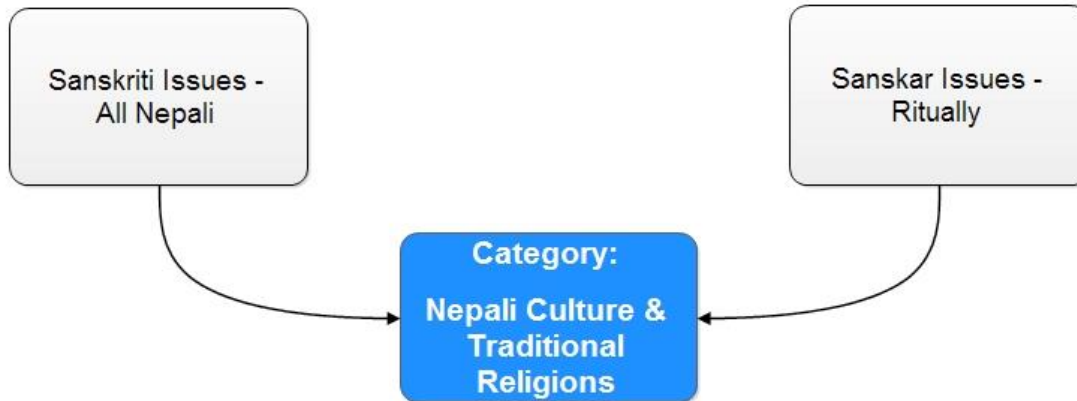 Sanskriti Issues -
All Nepali
Sanskar Issues -
Ritually
Category:
Nepali Culture &
Traditional
Religions